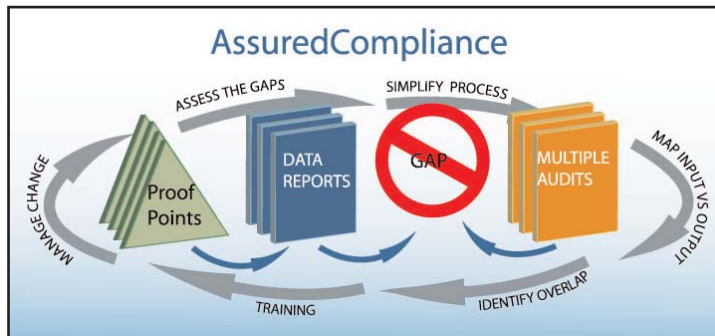 AssuredCompliance
ASSESS THE GAPS
SIMPLIFY PROCESS
MAP INPUT VS OUTPUT
MANAGE CHANGE
Proof
Points
DATA
REPORTS
GAP
MULTIPLE
AUDITS
TRAINING
IDENTIFY OVERLAP